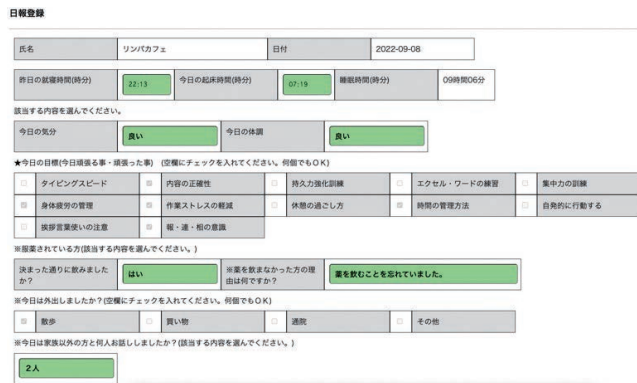 日報登録
氏名 リンパカフェ 日付 2022-09-08
昨日の就寝時間(時分) 22:13 今日の起床時間(時分) 07:19 睡眠時間(時分) 09時間06分
該当する内容を選んでください。
今日の気分 良い 今日の体調 良い
★今日の目標(今日頑張る事・頑張った事) (空欄にチェックを入れてください。何個でもOK)
タイピングスピード 内容の正確性 持久力強化訓練 エクセル・ワードの練習 集中力の訓練
身体疲労の管理 作業ストレスの軽減 休憩の過ごし方 時間の管理方法 自発的に行動する
挨拶言葉使いの注意 報・連・相の意識
※服薬されている方(該当する内容を選んでください。)
決まった通りに飲みました
か? はい ※薬を飲まなかった方の理
由は何ですか?薬を飲むことを忘れていました。
※今日は外出しましたか?(空欄にチェックを入れてください。何個でもOK)
散歩 買い物 通院 その他
※今日は家族以外の方と何人お話ししましたか?(該当する内容を選んでください。)
2人